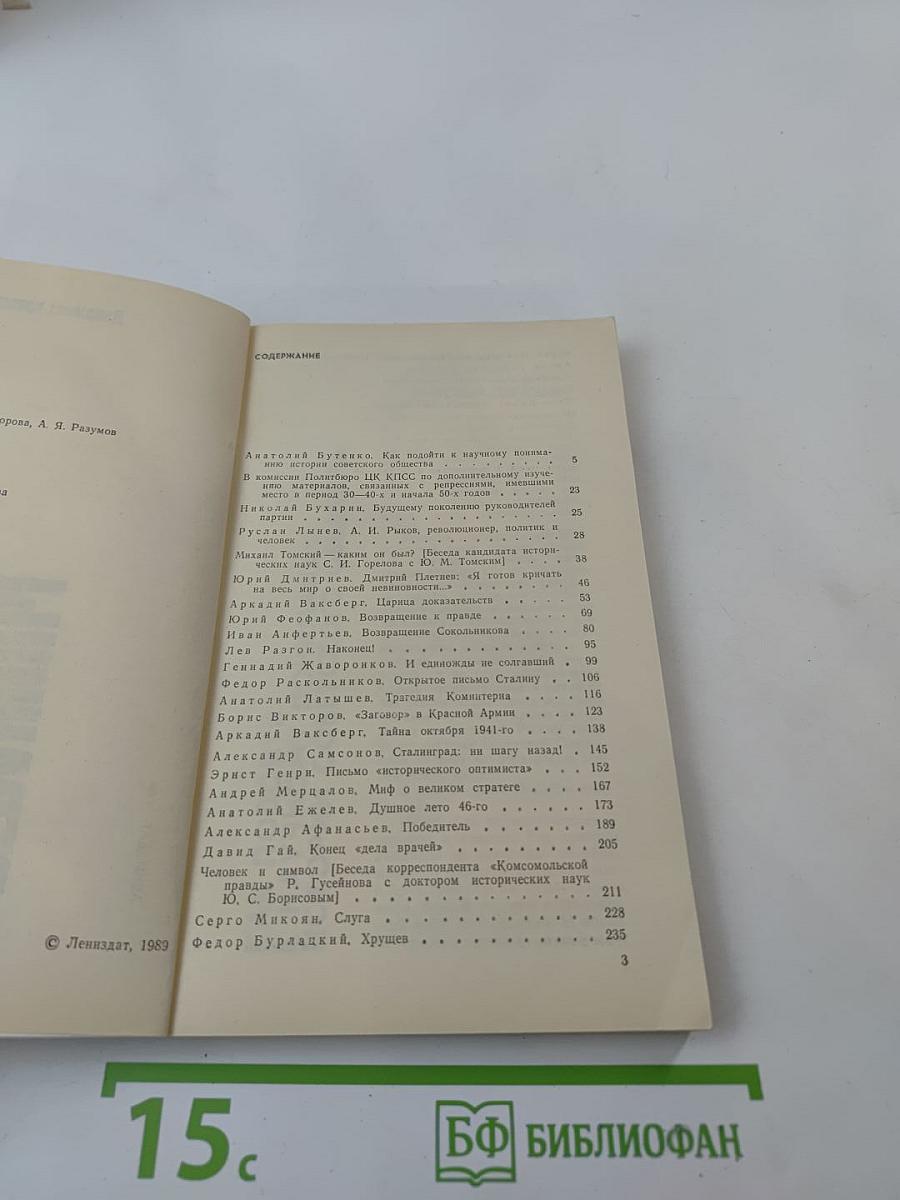 А. Я. Разумов
© Лениздат, 1989
СОДЕРЖАНИЕ
Анатолий Бутенко. Как подойти к научному понима-
нию истории советского общества . . . . . . . . . 5
В комиссии Политбюро ЦК КПСС по дополнительному изуче-
нию материалов, связанных с репрессиями, имевшими
место в период 30—40-х и начала 50-х годов . . . . . 23
Николай Бухарин, Будущему поколению руководителей
партии . . . . . . . . . . . . . . . . . . . 25
Руслан Лынев, А. И. Рыков, революционер, политик и
человек . . . . . . . . . . . . . . . . . . . 28
Михаил Томский — каким он был? [Беседа кандидата истори-
ческих наук С. И. Горелова с Ю. М. Томским] . . . . 38
Юрий Дмитриев. Дмитрий Плетнев: «Я готов кричать
на весь мир о своей невиновности...» . . . . . . . . 46
Аркадий Ваксберг, Царица доказательств . . . . . 53
Юрий Феофанов, Возвращение к правде . . . . . . 69
Иван Анфертьев, Возвращение Сокольникова . . . . 80
Лев Разгон. Наконец! . . . . . . . . . . . . . 95
Геннадий Жаворонков. И единожды не солгавший . 99
Федор Раскольников, Открытое письмо Сталину . . 106
Анатолий Латышев, Трагедия Коминтерна . . . . 116
Борис Викторов, «Заговор» в Красной Армии . . . . 123
Аркадий Ваксберг, Тайна октября 1941-го . . . . 138
Александр Самсонов, Сталинград: ни шагу назад! . 145
Эрнст Генри, Письмо «исторического оптимиста» . . . 152
Андрей Мерцалов, Миф о великом стратеге . . . . 167
Анатолий Ежелев, Душное лето 46-го . . . . . . 173
Александр Афанасьев, Победитель . . . . . . . 189
Давид Гай, Конец «дела врачей» . . . . . . . . . 205
Человек и символ [Беседа корреспондента «Комсомольской
правды» Р. Гусейнова с доктором исторических наук
Ю. С. Борисовым] . . . . . . . . . . . . . . . 211
Серго Микоян, Слуга . . . . . . . . . . . . . 228
Федор Бурлацкий, Хрущев . . . . . . . . . . . 235
3
15 с
БФ БИБЛИОФАН